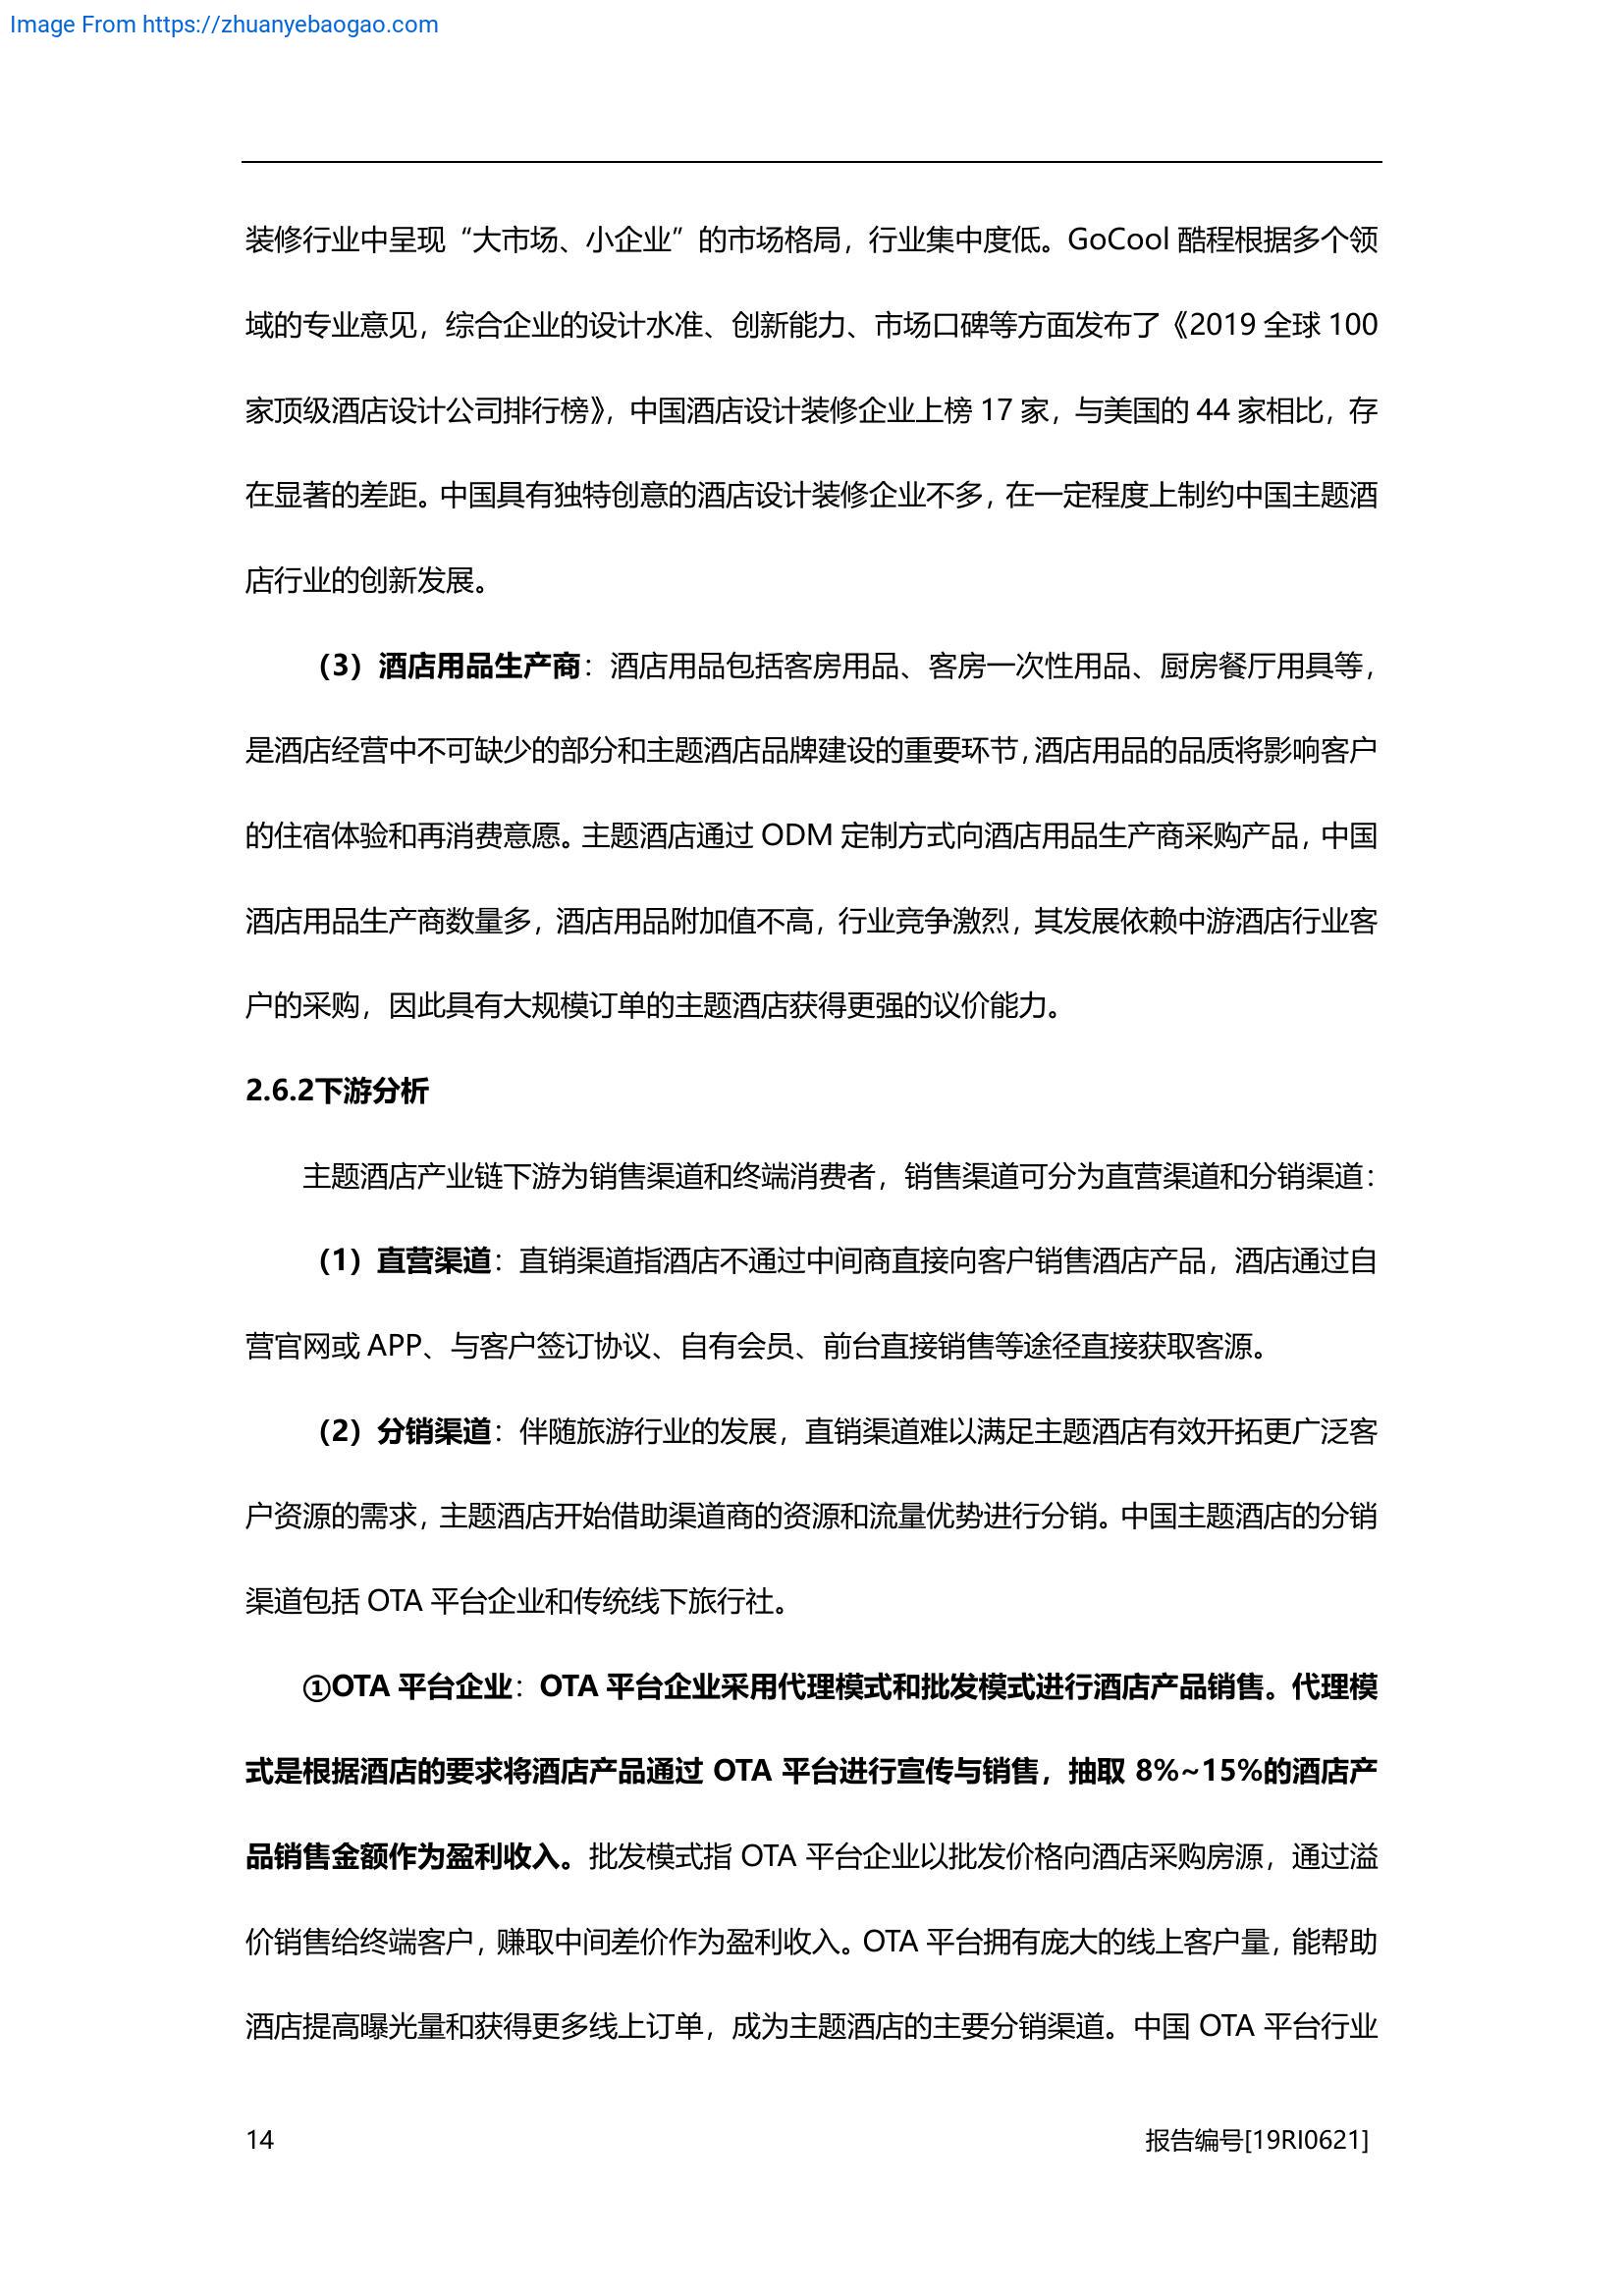 Image From https://zhuanyebaogao.com
装修行业中呈现“大市场、小企业”的市场格局，行业集中度低。GoCool 酷程根据多个领
域的专业意见，综合企业的设计水准、创新能力、市场口碑等方面发布了《2019 全球 100
家顶级酒店设计公司排行榜》，中国酒店设计装修企业上榜 17 家，与美国的 44 家相比，存
在显著的差距。中国具有独特创意的酒店设计装修企业不多，在一定程度上制约中国主题酒
店行业的创新发展。
（3）酒店用品生产商：酒店用品包括客房用品、客房一次性用品、厨房餐厅用具等，
是酒店经营中不可缺少的部分和主题酒店品牌建设的重要环节，酒店用品的品质将影响客户
的住宿体验和再消费意愿。主题酒店通过 ODM 定制方式向酒店用品生产商采购产品，中国
酒店用品生产商数量多，酒店用品附加值不高，行业竞争激烈，其发展依赖中游酒店行业客
户的采购，因此具有大规模订单的主题酒店获得更强的议价能力。
2.6.2下游分析
主题酒店产业链下游为销售渠道和终端消费者，销售渠道可分为直营渠道和分销渠道：
（1）直营渠道：直销渠道指酒店不通过中间商直接向客户销售酒店产品，酒店通过自
营官网或 APP、与客户签订协议、自有会员、前台直接销售等途径直接获取客源。
（2）分销渠道：伴随旅游行业的发展，直销渠道难以满足主题酒店有效开拓更广泛客
户资源的需求，主题酒店开始借助渠道商的资源和流量优势进行分销。中国主题酒店的分销
渠道包括 OTA 平台企业和传统线下旅行社。
①OTA 平台企业：OTA 平台企业采用代理模式和批发模式进行酒店产品销售。代理模
式是根据酒店的要求将酒店产品通过 OTA 平台进行宣传与销售，抽取 8%~15%的酒店产
品销售金额作为盈利收入。批发模式指 OTA 平台企业以批发价格向酒店采购房源，通过溢
价销售给终端客户，赚取中间差价作为盈利收入。OTA 平台拥有庞大的线上客户量，能帮助
酒店提高曝光量和获得更多线上订单，成为主题酒店的主要分销渠道。中国 OTA 平台行业
14
报告编号[19RI0621]